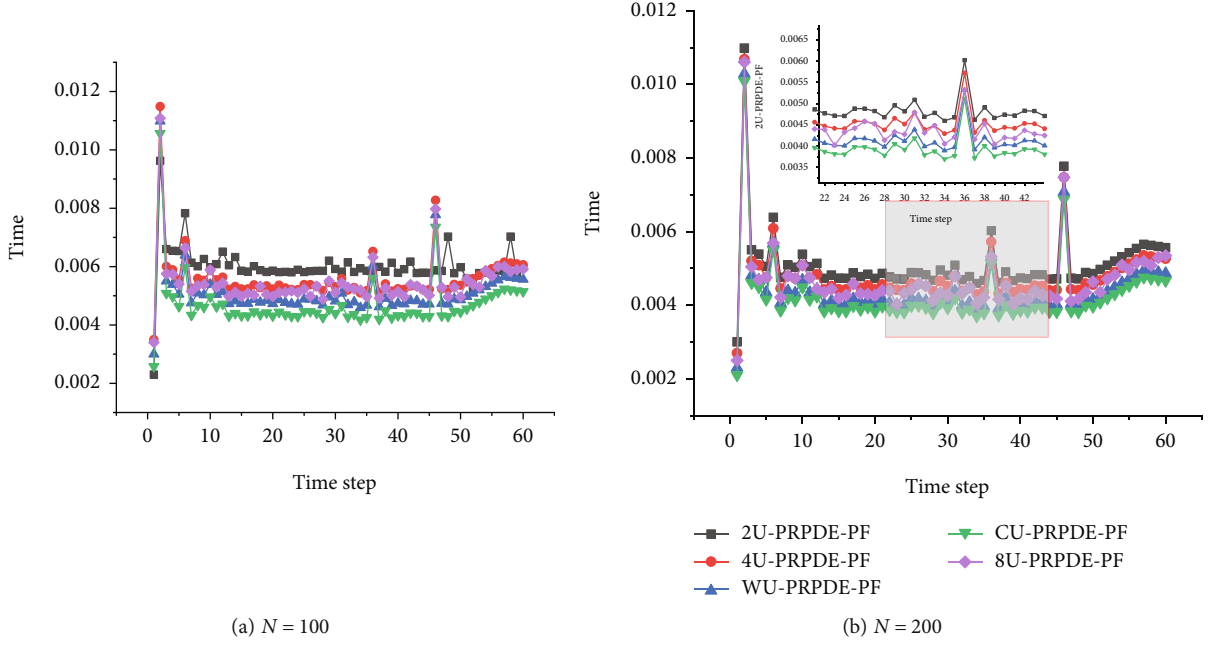 0.012
0.010
0.008
0.006
0.004
0.002
Time
0 10 20 30 40 50 60
Time step
(a) N = 100
0.012
0.010
0.008
0.006
0.004
0.002
Time
0 10 20 30 40 50 60
Time step
0.0065
0.0060
0.0055
0.0050
0.0045
0.0040
0.0035
2U-PRPDE-PF
22 24 26 28 30 31 34 36 38 40 42
Time step
2U-PRPDE-PF
4U-PRPDE-PF
WU-PRPDE-PF
CU-PRPDE-PF
8U-PRPDE-PF
(b) N = 200